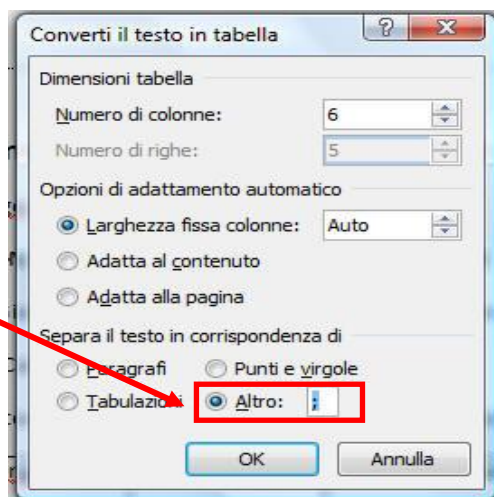 Converti il testo in tabella
Dimensioni tabella
Numero di colonne: 6
Numero di righe: 5
Opzioni di adattamento automatico
Larghezza fissa colonne: Auto
Adatta al contenuto
Adatta alla pagina
Separa il testo in corrispondenza di
Paragrafi Punti e virgole
Tabulazioni Altro: ;
OK Annulla